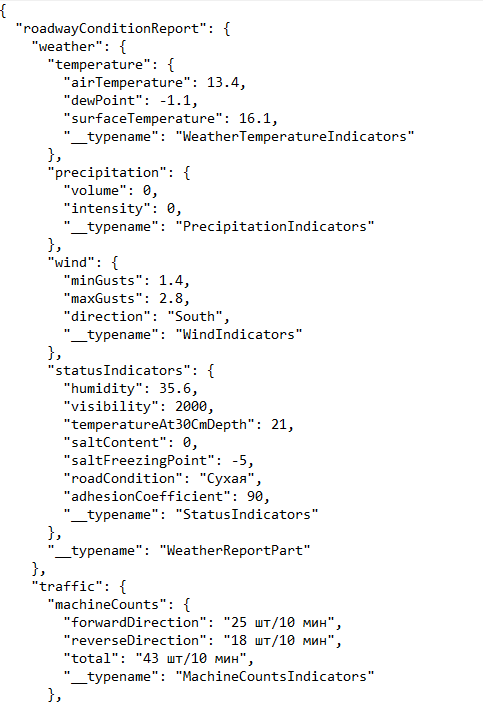 {
  "roadwayConditionReport": {
    "weather": {
      "temperature": {
        "airTemperature": 13.4,
        "dewPoint": -1.1,
        "surfaceTemperature": 16.1,
        "__typename": "WeatherTemperatureIndicators"
      },
      "precipitation": {
        "volume": 0,
        "intensity": 0,
        "__typename": "PrecipitationIndicators"
      },
      "wind": {
        "minGusts": 1.4,
        "maxGusts": 2.8,
        "direction": "South",
        "__typename": "WindIndicators"
      },
      "statusIndicators": {
        "humidity": 35.6,
        "visibility": 2000,
        "temperatureAt30CmDepth": 21,
        "saltContent": 0,
        "saltFreezingPoint": -5,
        "roadCondition": "Сухая",
        "adhesionCoefficient": 90,
        "__typename": "StatusIndicators"
      },
      "__typename": "WeatherReportPart"
    },
    "traffic": {
      "machineCounts": {
        "forwardDirection": "25 шт/10 мин",
        "reverseDirection": "18 шт/10 мин",
        "total": "43 шт/10 мин",
        "__typename": "MachineCountsIndicators"
      },